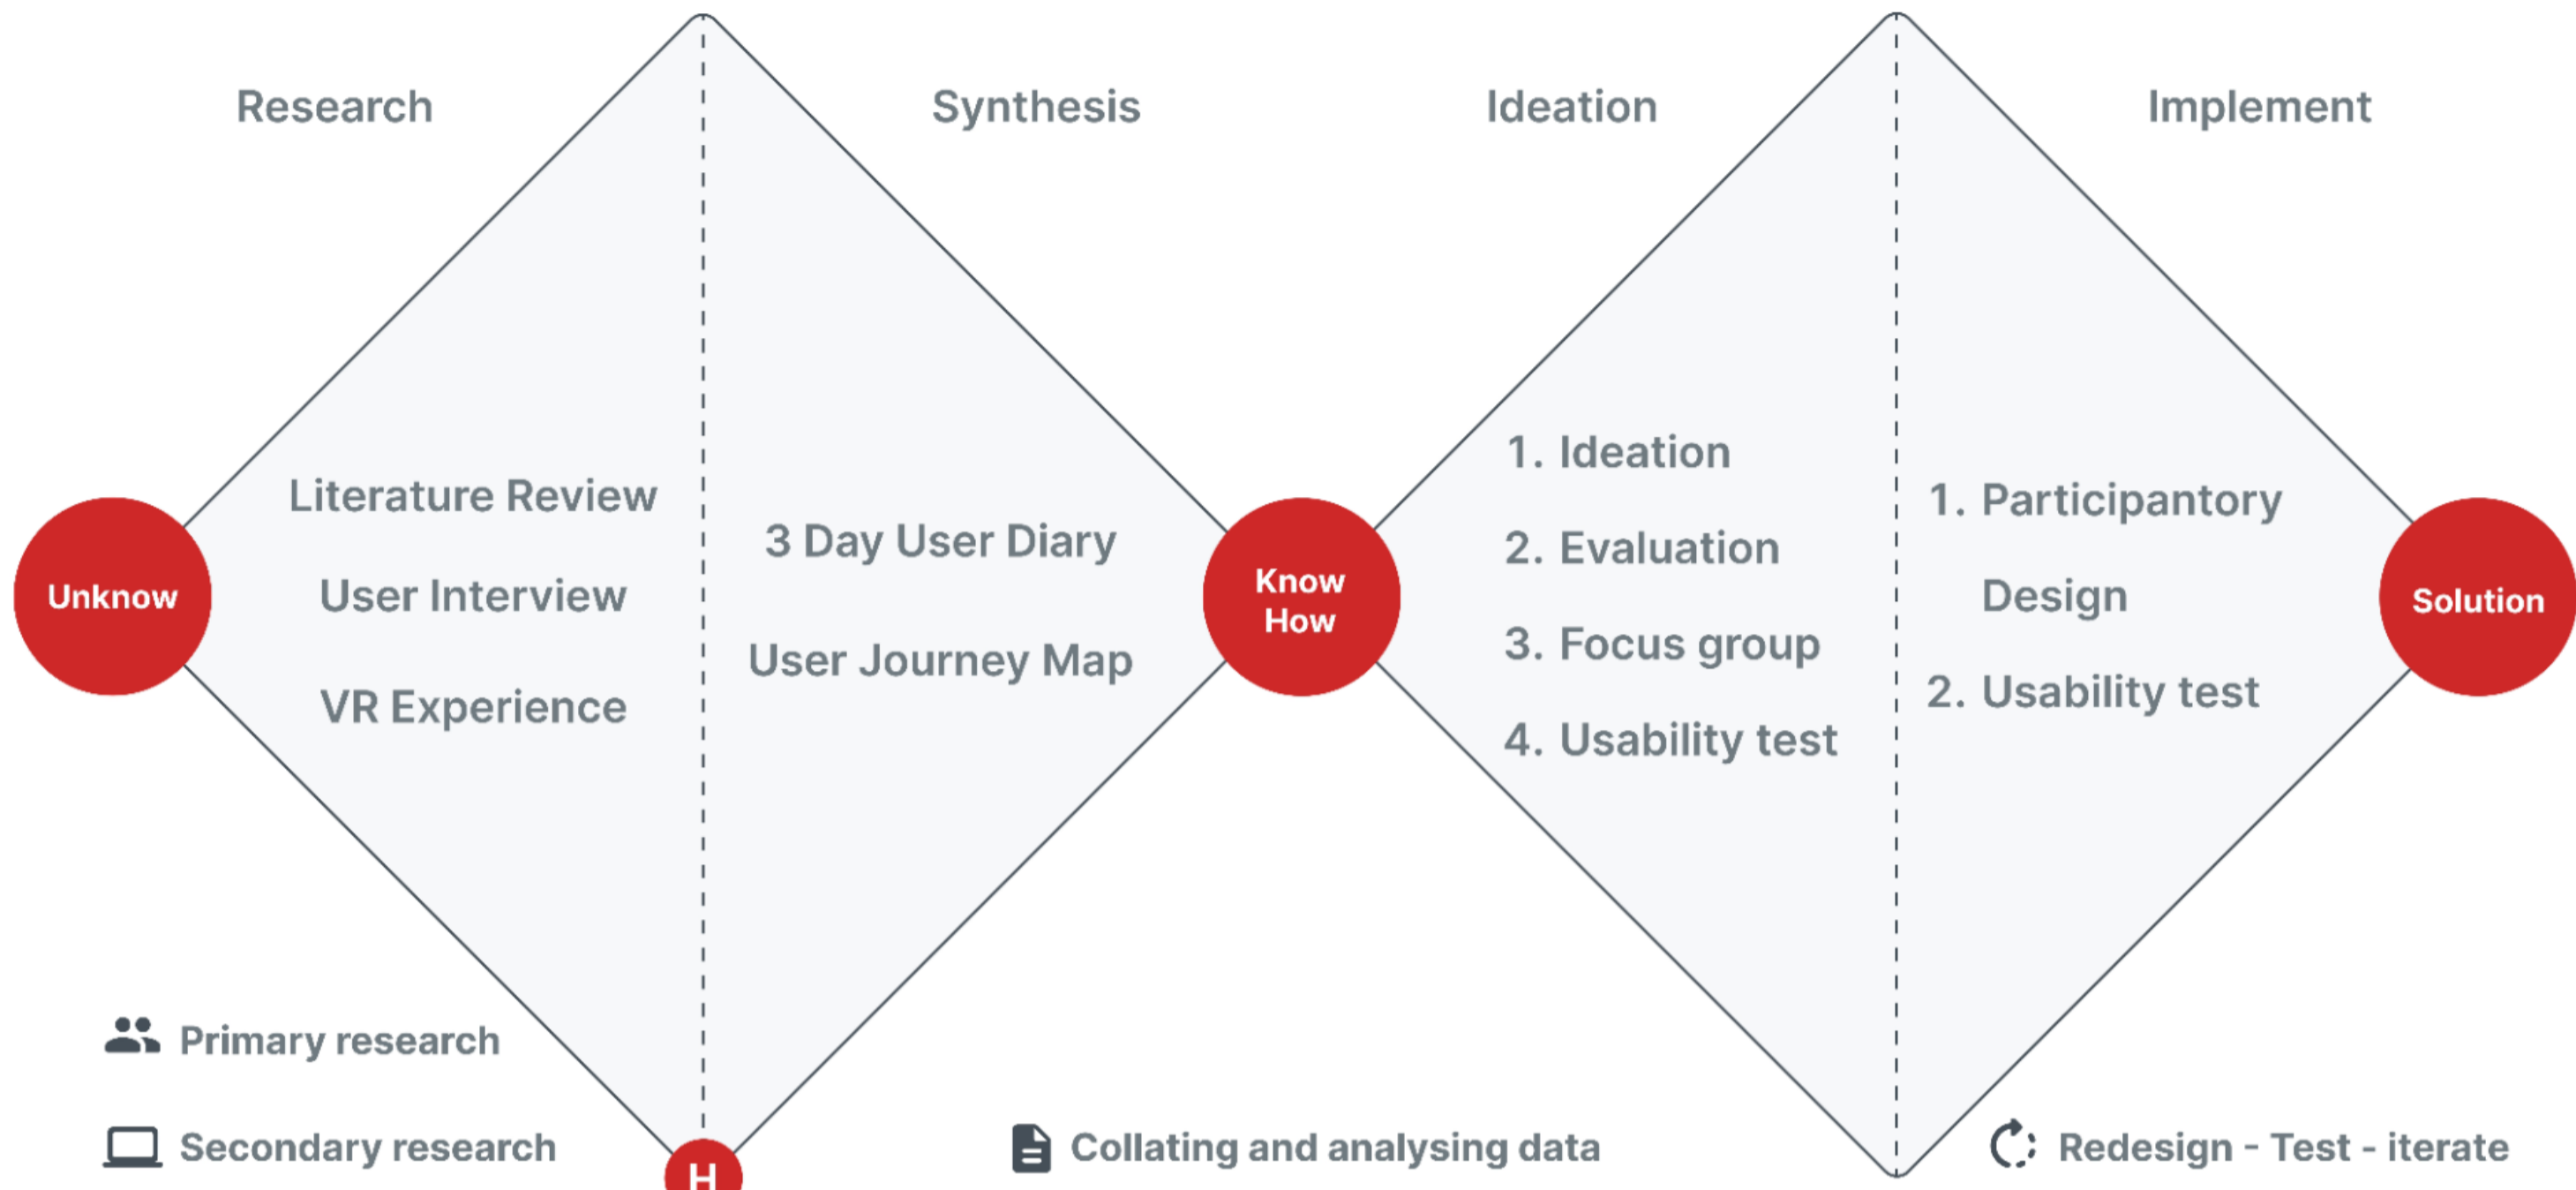 Research
Synthesis
Ideation
Implement
Unknow
Literature Review
User Interview
VR Experience
3 Day User Diary
User Journey Map
Know
How
1. Ideation
2. Evaluation
3. Focus group
4. Usability test
1. Participantory
Design
2. Usability test
Solution
Primary research
Secondary research
H
Collating and analysing data
Redesign - Test - iterate